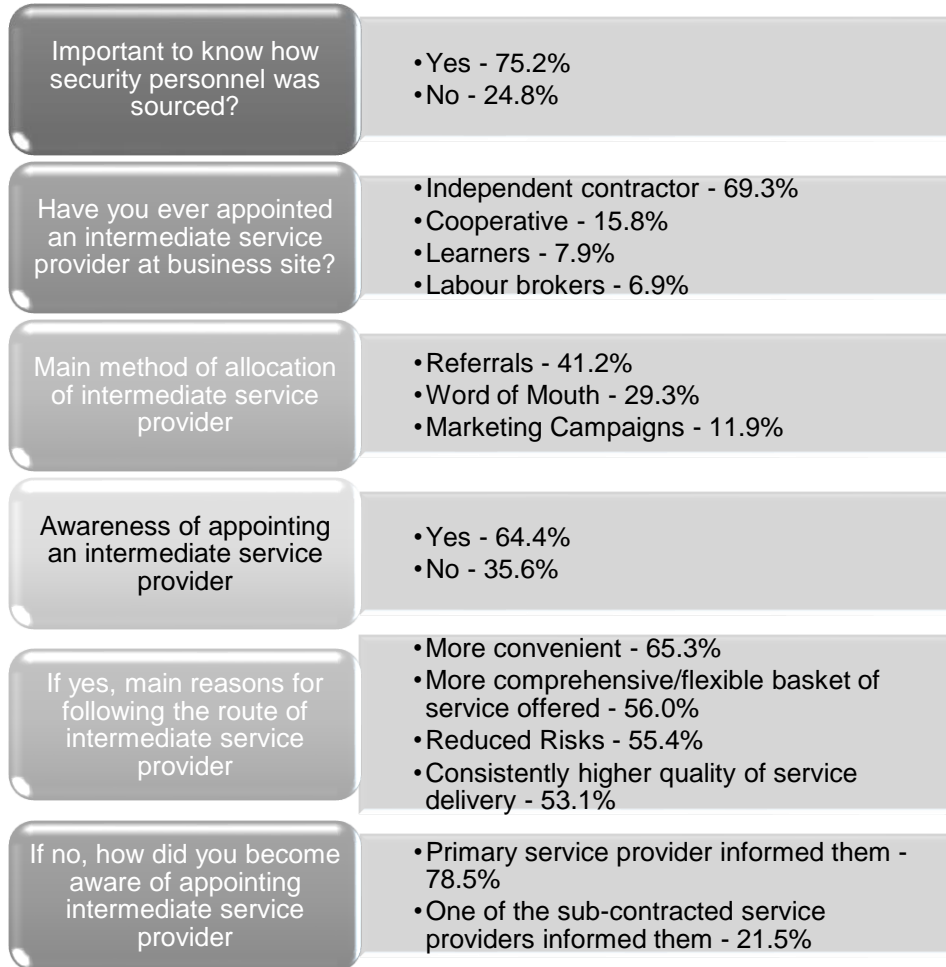 Important to know how
security personnel was
sourced?
•Yes - 75.2%
•No - 24.8%
Have you ever appointed
an intermediate service
provider at business site?
•Independent contractor - 69.3%
•Cooperative - 15.8%
•Learners - 7.9%
•Labour brokers - 6.9%
Main method of allocation
of intermediate service
provider
•Referrals - 41.2%
•Word of Mouth - 29.3%
•Marketing Campaigns - 11.9%
Awareness of appointing
an intermediate service
provider
•Yes - 64.4%
•No - 35.6%
If yes, main reasons for
following the route of
intermediate service
provider
•More convenient - 65.3%
•More comprehensive/flexible basket of
service offered - 56.0%
•Reduced Risks - 55.4%
•Consistently higher quality of service
delivery - 53.1%
If no, how did you become
aware of appointing
intermediate service
provider
•Primary service provider informed them -
78.5%
•One of the sub-contracted service
providers informed them - 21.5%